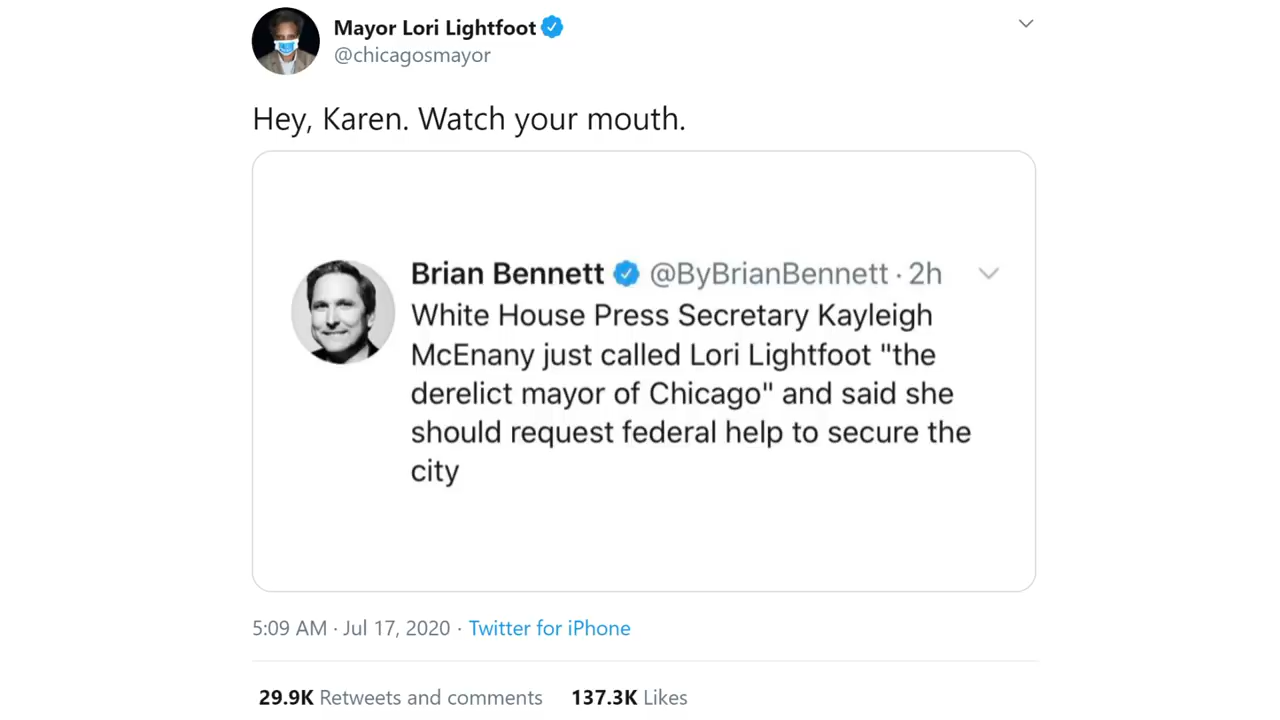 Mayor Lori Lightfoot
@chicagosmayor
Hey, Karen. Watch your mouth.
Brian Bennett @ByBrianBennett · 2h
White House Press Secretary Kayleigh
McEnany just called Lori Lightfoot "the
derelict mayor of Chicago" and said she
should request federal help to secure the
city
5:09 AM · Jul 17, 2020 · Twitter for iPhone
29.9K Retweets and comments 137.3K Likes